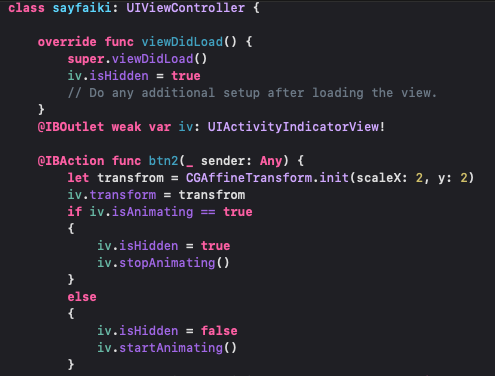 class sayfaiki: UIViewController {
override func viewDidLoad() {
super.viewDidLoad()
iv.isHidden = true
// Do any additional setup after loading the view.
}
@IBOutlet weak var iv: UIActivityIndicatorView!
@IBAction func btn2(_ sender: Any) {
let transfrom = CGAffineTransform.init(scaleX: 2, y: 2)
iv.transform = transfrom
if iv.isAnimating == true
{
iv.isHidden = true
iv.stopAnimating()
}
else
{
iv.isHidden = false
iv.startAnimating()
}